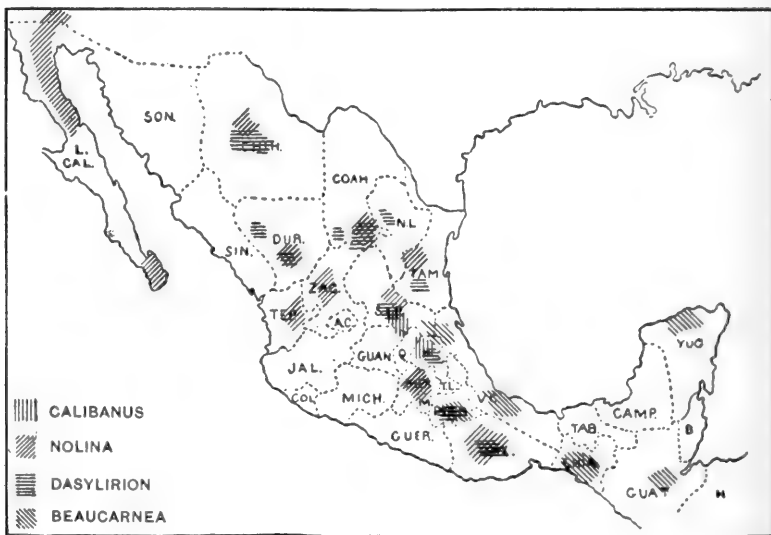 SON.
CHIH.
L.
CAL.
COAH.
N.L.
SIN.
DUR.
TAM.
ZAC.
TEP.
AC.
S.L.P.
YUC
JAL.
GUAN
Q.
COL.
MICH.
M.
TL.
V.C.
CAMP.
TAB.
B
GUER.
CHIA
GUAT
H
CALIBANUS
NOLINA
DASYLIRION
BEAUCARNEA